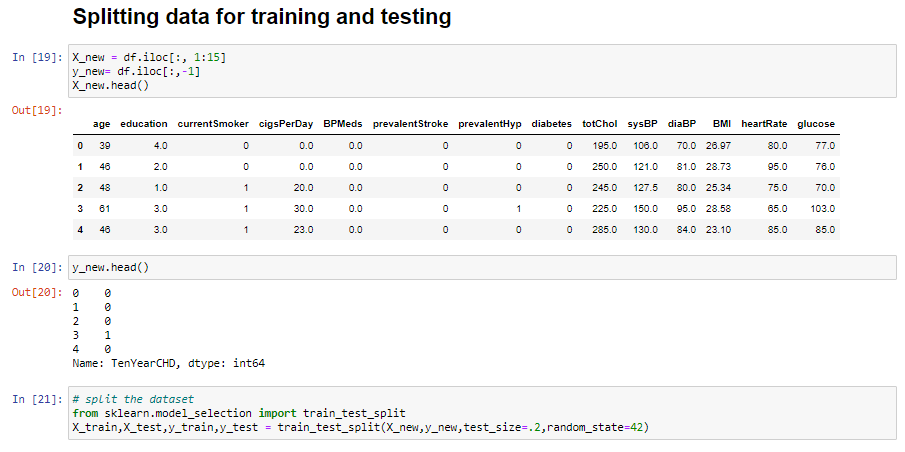 Splitting data for training and testing
In [19]: X_new = df.iloc[:, 1:15]
y_new= df.iloc[:,-1]
X_new.head()
Out[19]:
age education currentSmoker cigsPerDay BPMeds prevalentStroke prevalentHyp diabetes totChol sysBP diaBP BMI heartRate glucose
0 39 4.0 0 0.0 0.0 0 0 0 195.0 106.0 70.0 26.97 80.0 77.0
1 46 2.0 0 0.0 0.0 0 0 0 250.0 121.0 81.0 28.73 95.0 76.0
2 48 1.0 1 20.0 0.0 0 0 0 245.0 127.5 80.0 25.34 75.0 70.0
3 61 3.0 1 30.0 0.0 0 1 0 225.0 150.0 95.0 28.58 65.0 103.0
4 46 3.0 1 23.0 0.0 0 0 0 285.0 130.0 84.0 23.10 85.0 85.0
In [20]: y_new.head()
Out[20]: 0 0
1 0
2 0
3 1
4 0
Name: TenYearCHD, dtype: int64
In [21]: # split the dataset
from sklearn.model_selection import train_test_split
X_train,X_test,y_train,y_test = train_test_split(X_new,y_new,test_size=.2,random_state=42)